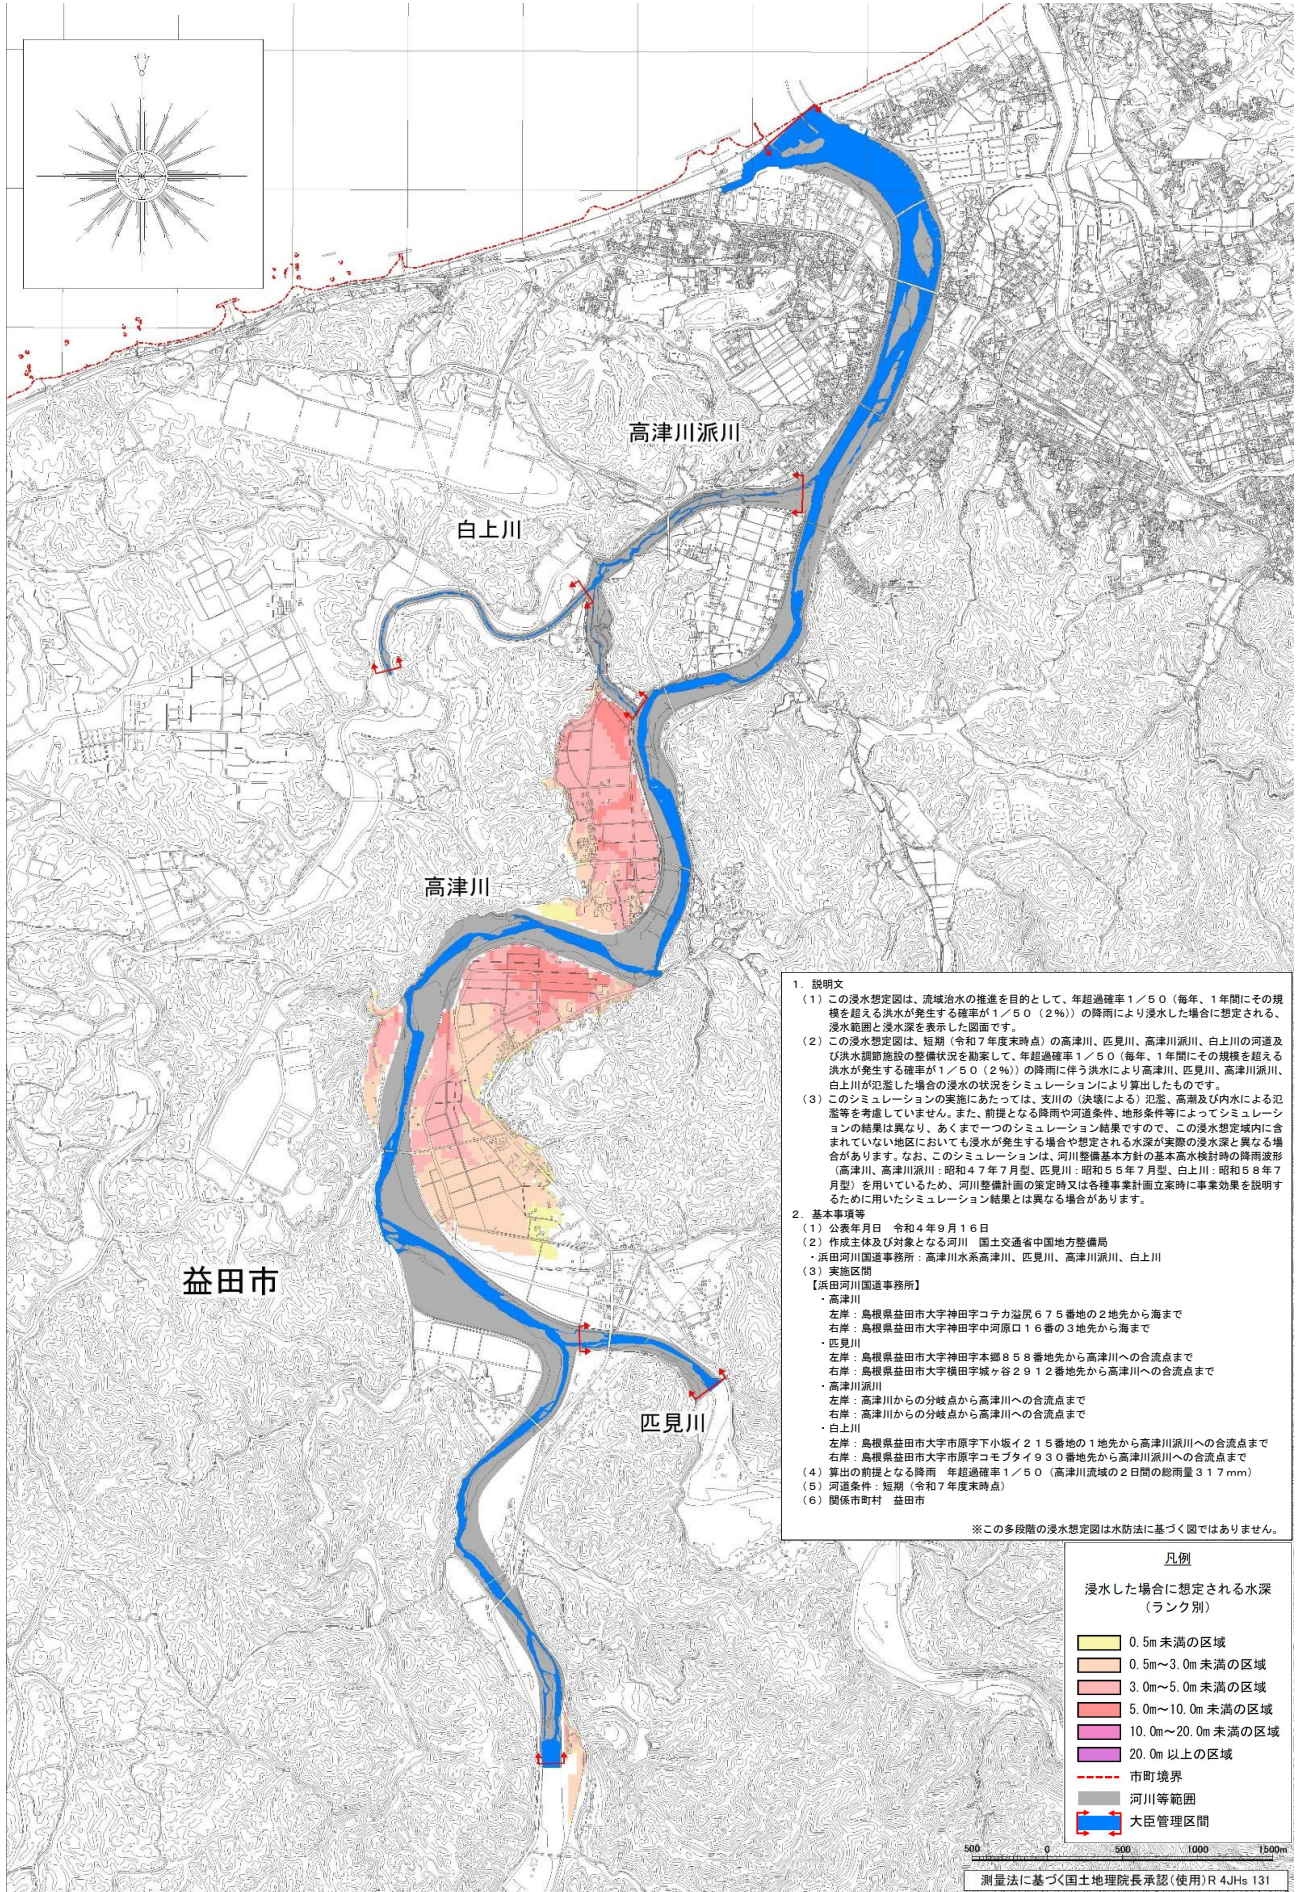 高津川派川
白上川
高津川
益田市
匹見川
1. 説明文
(1) この浸水想定図は、流域治水の推進を目的として、年超過確率1/50(毎年、1年間にその規
模を超える洪水が発生する確率が1/50(2%))の降雨により浸水した場合に想定される、
浸水範囲と浸水深を表示した図面です。
(2) この浸水想定図は、短期(令和7年度末時点)の高津川、匹見川、高津川派川、白上川の河道及
び洪水調節施設の整備状況を勘案して、年超過確率1/50(毎年、1年間にその規模を超える
洪水が発生する確率が1/50(2%))の降雨に伴う洪水により高津川、匹見川、高津川派川、
白上川が氾濫した場合の浸水の状況をシミュレーションにより算出したものです。
(3) このシミュレーションの実施にあたっては、支川の(決壊による)氾濫、高潮及び内水による氾
濫等を考慮していません。また、前提となる降雨や河道条件、地形条件等によってシミュレーシ
ョンの結果は異なり、あくまで一つのシミュレーション結果ですので、この浸水想定域内に含
まれていない地区においても浸水が発生する場合や想定される水深が実際の浸水深と異なる場
合があります。なお、このシミュレーションは、河川整備基本方針の基本高水検討時の降雨波形
(高津川、高津川派川:昭和47年7月型、匹見川:昭和55年7月型、白上川:昭和58年7
月型)を用いているため、河川整備計画の策定時又は各種事業計画立案時に事業効果を説明す
るために用いたシミュレーション結果とは異なる場合があります。
2. 基本事項等
(1) 公表年月日 令和4年9月16日
(2) 作成主体及び対象となる河川 国土交通省中国地方整備局
・浜田河川国道事務所:高津川水系高津川、匹見川、高津川派川、白上川
(3) 実施区間
【浜田河川国道事務所】
・高津川
左岸:島根県益田市大字神田字コテカ溢尻675番地の2地先から海まで
右岸:島根県益田市大字神田字中河原口16番の3地先から海まで
・匹見川
左岸:島根県益田市大字神田字本郷858番地先から高津川への合流点まで
右岸:島根県益田市大字横田字城ヶ谷2912番地先から高津川への合流点まで
・高津川派川
左岸:高津川からの分岐点から高津川への合流点まで
右岸:高津川からの分岐点から高津川への合流点まで
・白上川
左岸:島根県益田市大字市原字下小坂イ215番地の1地先から高津川派川への合流点まで
右岸:島根県益田市大字市原字コモブタイ930番地先から高津川派川への合流点まで
(4) 算出の前提となる降雨 年超過確率1/50(高津川流域の2日間の総雨量317mm)
(5) 河道条件:短期(令和7年度末時点)
(6) 関係市町村 益田市
※この多段階の浸水想定図は水防法に基づく図ではありません。
凡例
浸水した場合に想定される水深
(ランク別)
0.5m未満の区域
0.5m~3.0m未満の区域
3.0m~5.0m未満の区域
5.0m~10.0m未満の区域
10.0m~20.0m未満の区域
20.0m以上の区域
市町境界
河川等範囲
大臣管理区間
500 0 500 1000 1500m
測量法に基づく国土地理院長承認(使用)R 4JHs 131